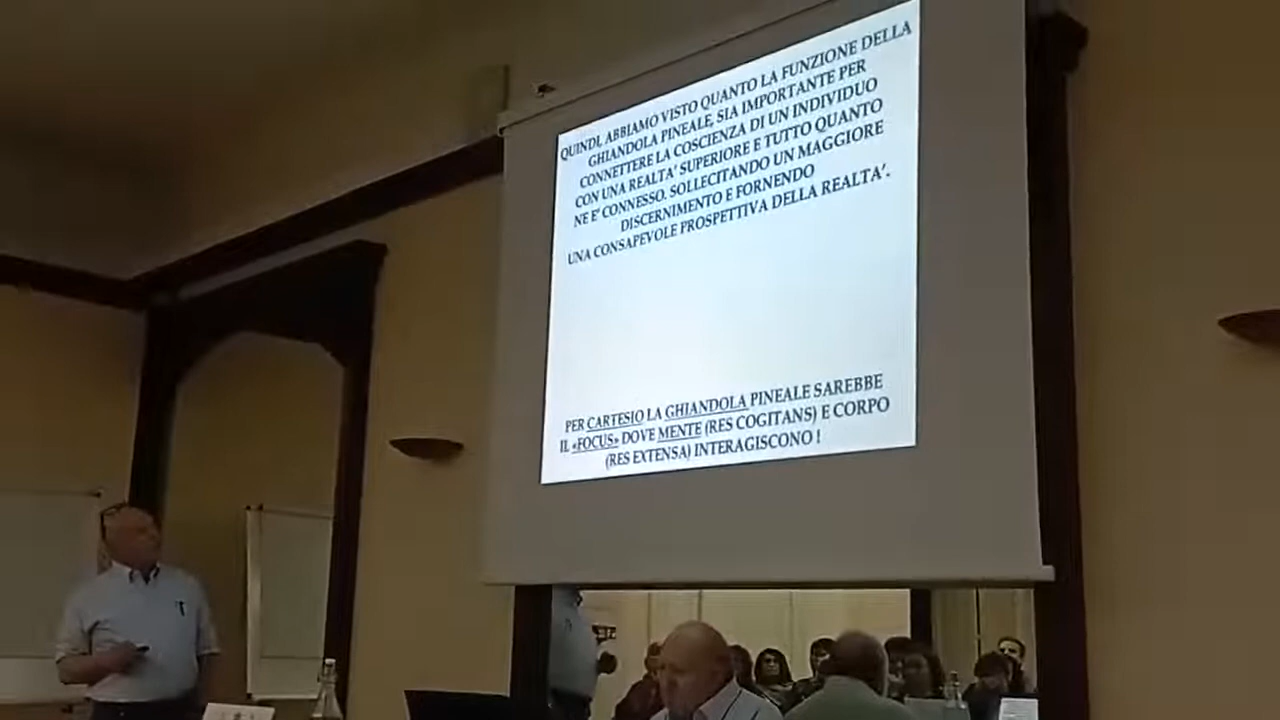 QUINDI, ABBIAMO VISTO QUANTO LA FUNZIONE DELLA
GHIANDOLA PINEALE, SIA IMPORTANTE PER
CONNETTERE LA COSCIENZA DI UN INDIVIDUO
CON UNA REALTA' SUPERIORE E TUTTO QUANTO
NE E' CONNESSO, SOLLECITANDO UN MAGGIORE
DISCERNIMENTO E FORNENDO
UNA CONSAPEVOLE PROSPETTIVA DELLA REALTA'.
PER CARTESIO LA GHIANDOLA PINEALE SAREBBE
IL «FOCUS» DOVE MENTE (RES COGITANS) E CORPO
(RES EXTENSA) INTERAGISCONO !